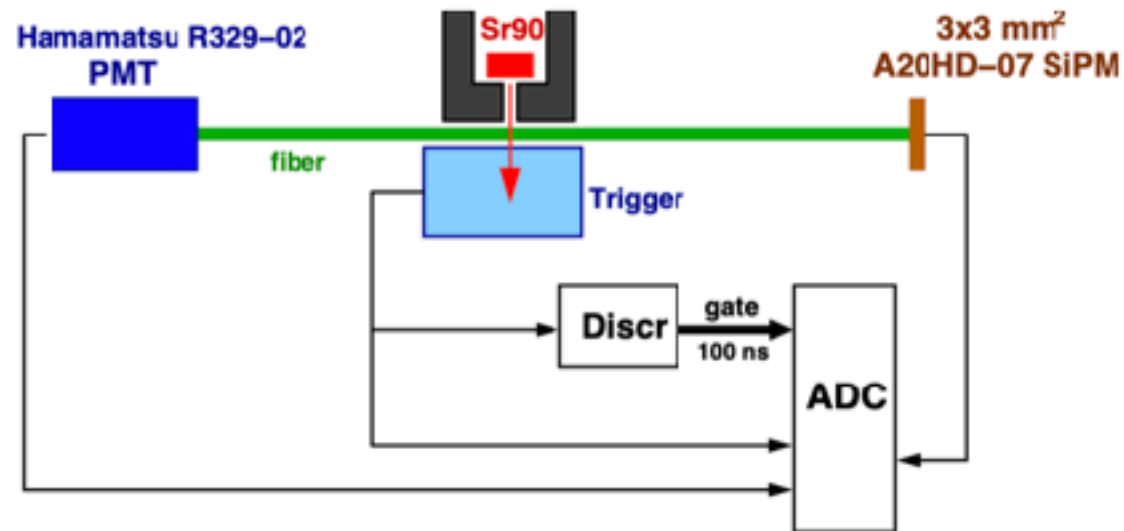 Hamamatsu R329-02
PMT
Sr90
3x3 mm²
A20HD-07 SiPM
fiber
Trigger
Discr
gate
100 ns
ADC